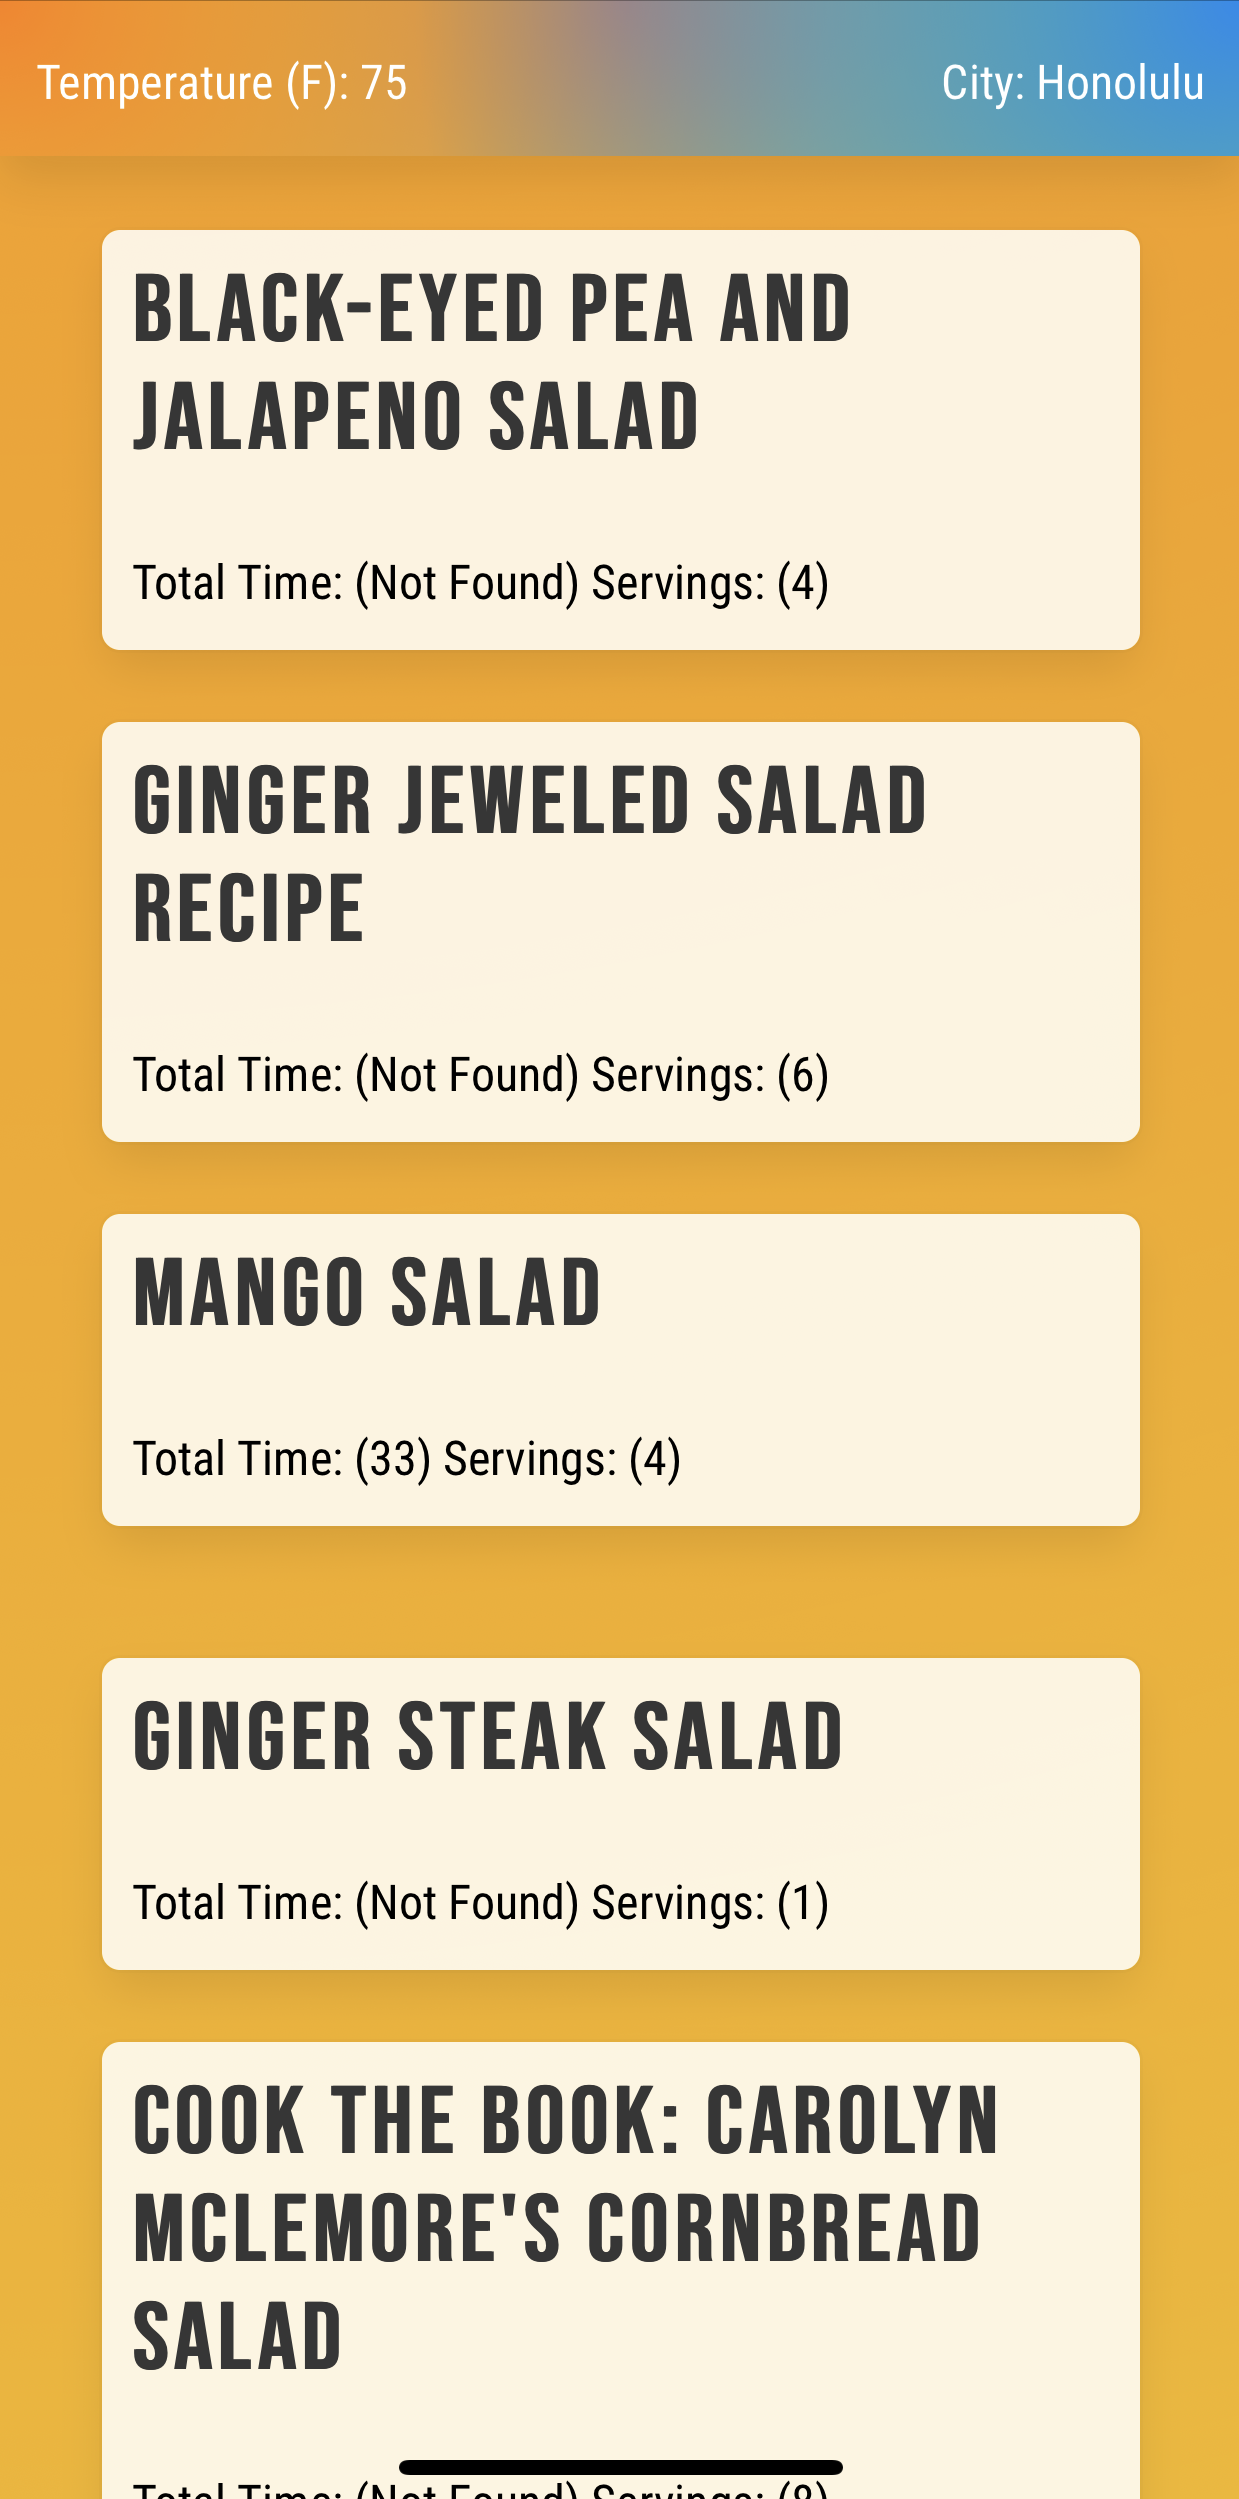 Temperature (F): 75
City: Honolulu
BLACK-EYED PEA AND
JALAPENO SALAD
Total Time: (Not Found) Servings: (4)
GINGER JEWELED SALAD
RECIPE
Total Time: (Not Found) Servings: (6)
MANGO SALAD
Total Time: (33) Servings: (4)
GINGER STEAK SALAD
Total Time: (Not Found) Servings: (1)
COOK THE BOOK: CAROLYN
MCLEMORE'S CORNBREAD
SALAD
Total Time: (Not Found) Servings: